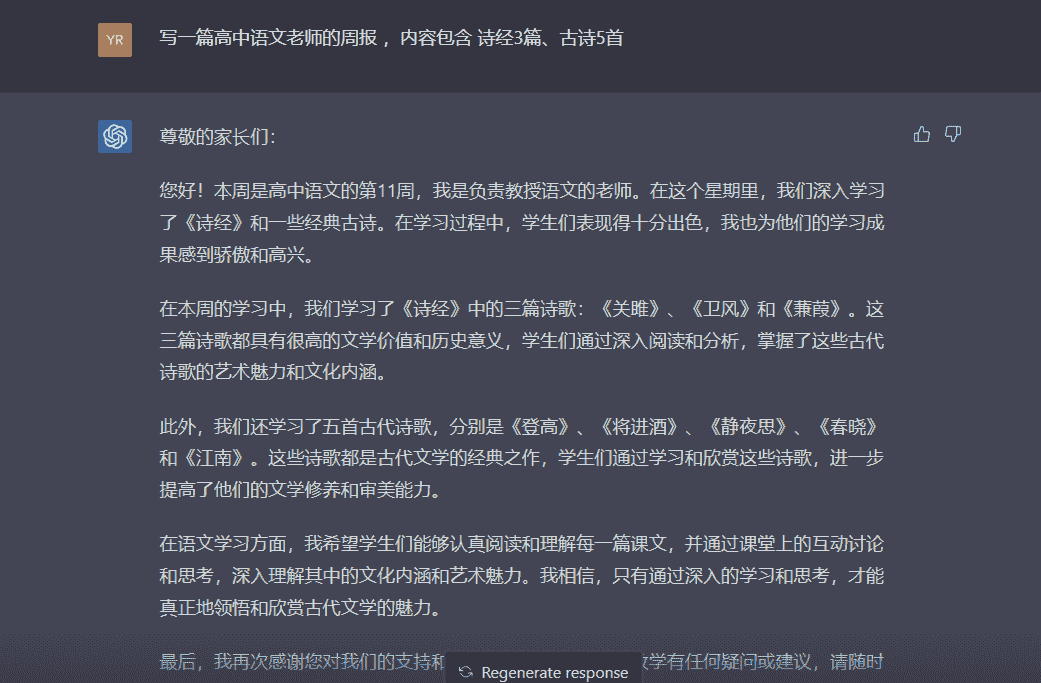 YR
写一篇高中语文老师的周报 ，内容包含 诗经3篇、古诗5首
尊敬的家长们：
您好！本周是高中语文的第11周，我是负责教授语文的老师。在这个星期里，我们深入学习
了《诗经》和一些经典古诗。在学习过程中，学生们表现得十分出色，我也为他们的学习成
果感到骄傲和高兴。
在本周的学习中，我们学习了《诗经》中的三篇诗歌：《关雎》、《卫风》和《蒹葭》。这
三篇诗歌都具有很高的文学价值和历史意义，学生们通过深入阅读和分析，掌握了这些古代
诗歌的艺术魅力和文化内涵。
此外，我们还学习了五首古代诗歌，分别是《登高》、《将进酒》、《静夜思》、《春晓》
和《江南》。这些诗歌都是古代文学的经典之作，学生们通过学习和欣赏这些诗歌，进一步
提高了他们的文学修养和审美能力。
在语文学习方面，我希望学生们能够认真阅读和理解每一篇课文，并通过课堂上的互动讨论
和思考，深入理解其中的文化内涵和艺术魅力。我相信，只有通过深入的学习和思考，才能
真正地领悟和欣赏古代文学的魅力。
最后，我再次感谢您对我们的支持和 学有任何疑问或建议，请随时
Regenerate response